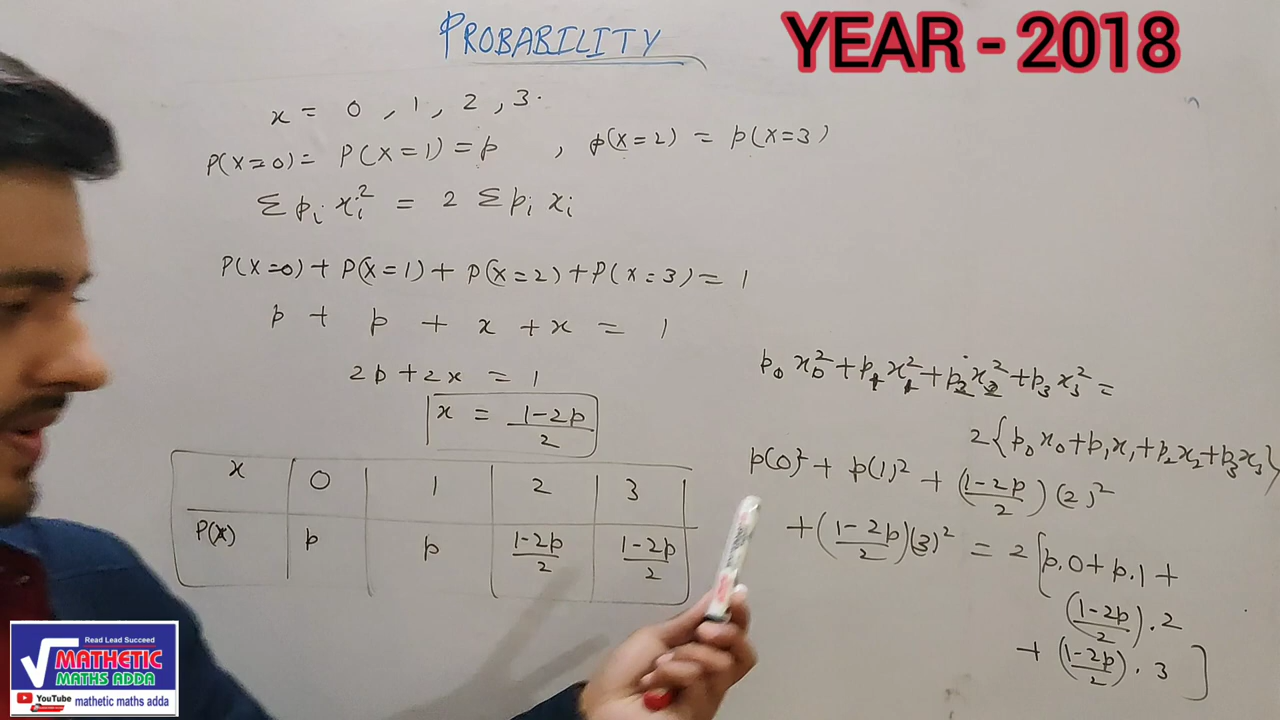 PROBABILITY
YEAR - 2018
x = 0 , 1 , 2 , 3.
P(X=0) = P(X=1) = p , p(X=2) = p(X=3)
Σ pᵢ xᵢ² = 2 Σ pᵢ xᵢ
P(X=0) + P(X=1) + P(X=2) + P(X=3) = 1
p + p + x + x = 1
2p + 2x = 1
x = (1-2p)/2
x 0 1 2 3
P(X) p p (1-2p)/2 (1-2p)/2
p₀ x₀² + p₁ x₁² + p₂ x₂² + p₃ x₃² =
2{p₀ x₀ + p₁ x₁ + p₂ x₂ + p₃ x₃}
p(0)² + p(1)² + ((1-2p)/2) (2)²
+ ((1-2p)/2) (3)² = 2 [p.0 + p.1 +
((1-2p)/2) . 2
+ ((1-2p)/2) . 3 ]
Read Lead Succeed
MATHETIC
MATHS ADDA
YouTube
mathetic maths adda